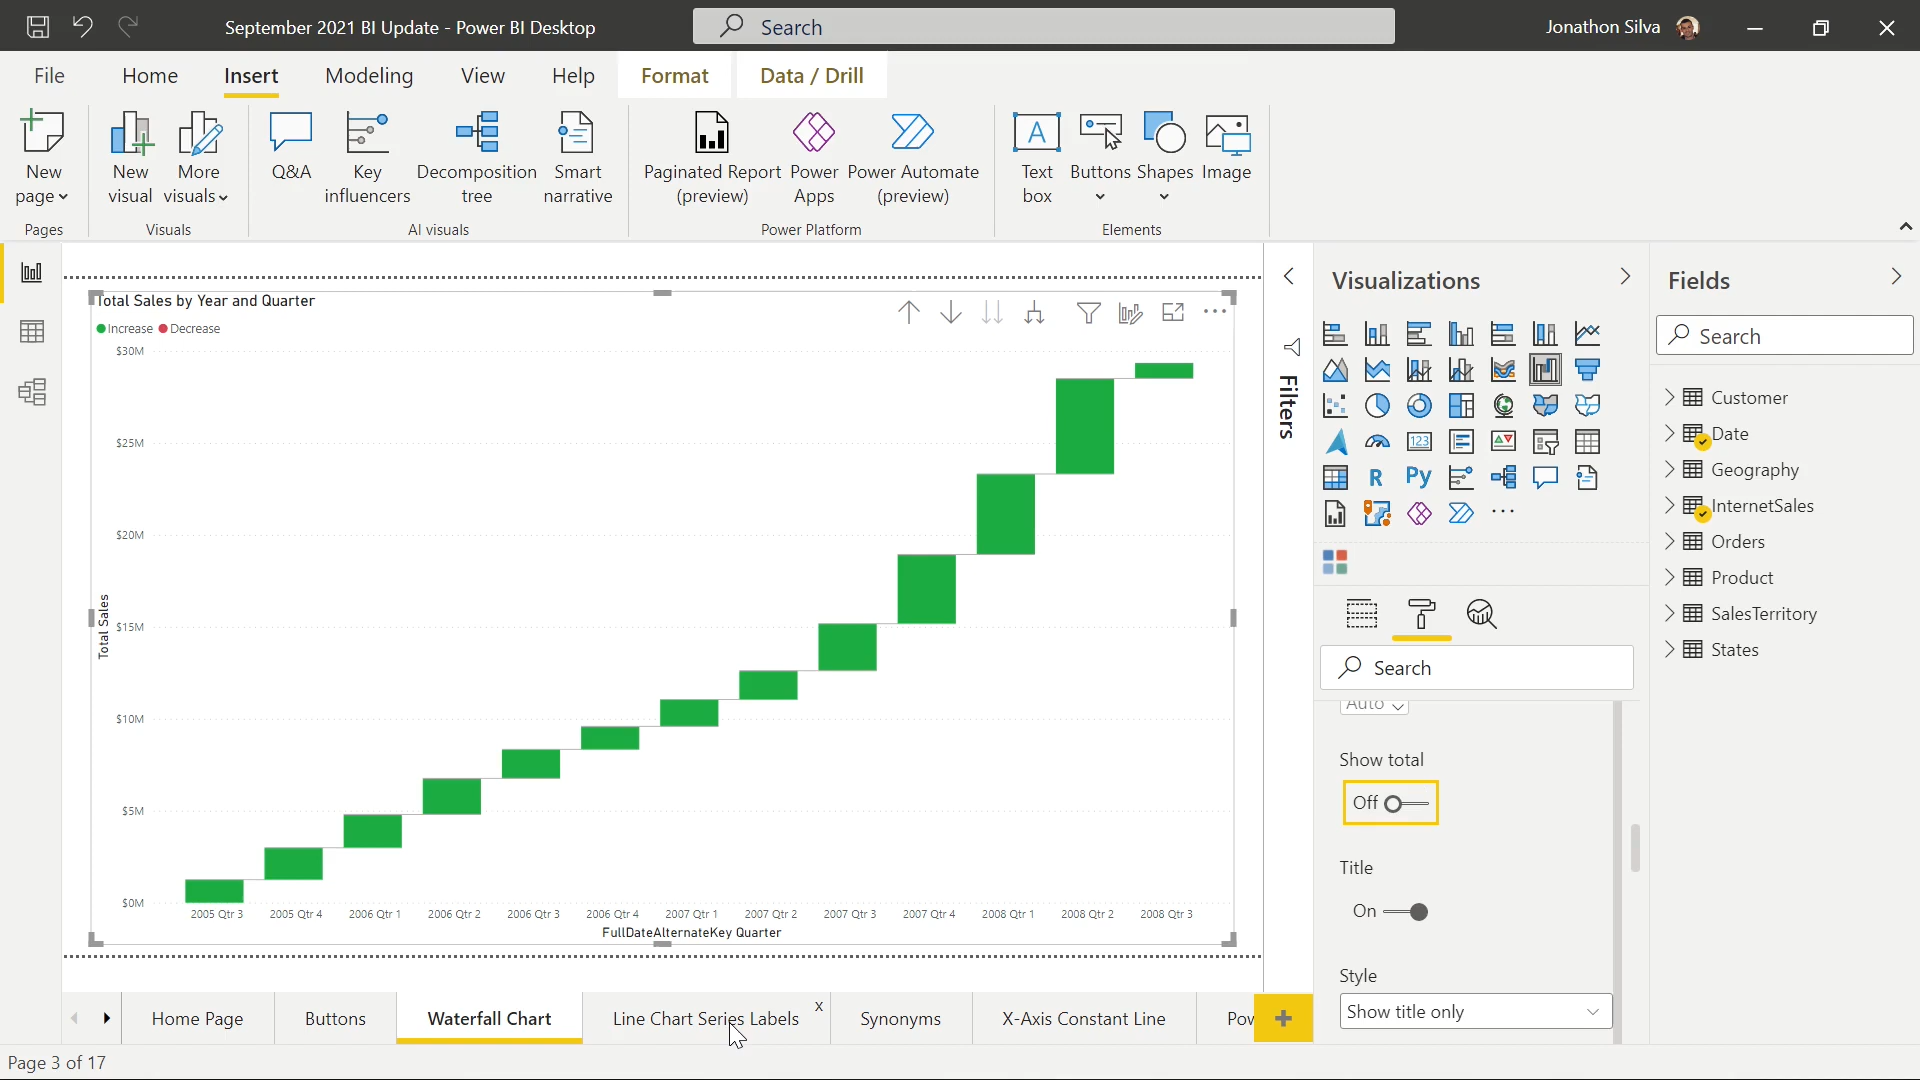 September 2021 BI Update - Power BI Desktop
Search
Jonathon Silva
File
Home
Insert
Modeling
View
Help
Format
Data / Drill
New
page
New
visual
More
visuals
Q&A
Key
influencers
Decomposition
tree
Smart
narrative
Paginated Report
(preview)
Power
Apps
Power Automate
(preview)
Text
box
Buttons
Shapes
Image
Pages
Visuals
AI visuals
Power Platform
Elements
Total Sales by Year and Quarter
Increase
Decrease
$30M
$25M
$20M
$15M
$10M
$5M
$0M
Total Sales
2005 Qtr 3
2005 Qtr 4
2006 Qtr 1
2006 Qtr 2
2006 Qtr 3
2006 Qtr 4
2007 Qtr 1
2007 Qtr 2
2007 Qtr 3
2007 Qtr 4
2008 Qtr 1
2008 Qtr 2
2008 Qtr 3
FullDateAlternateKey Quarter
Filters
Visualizations
123
R
Py
Search
Auto
Show total
Off
Title
On
Style
Show title only
Fields
Search
Customer
Date
Geography
InternetSales
Orders
Product
SalesTerritory
States
Home Page
Buttons
Waterfall Chart
Line Chart Series Labels
x
Synonyms
X-Axis Constant Line
Pow
Page 3 of 17